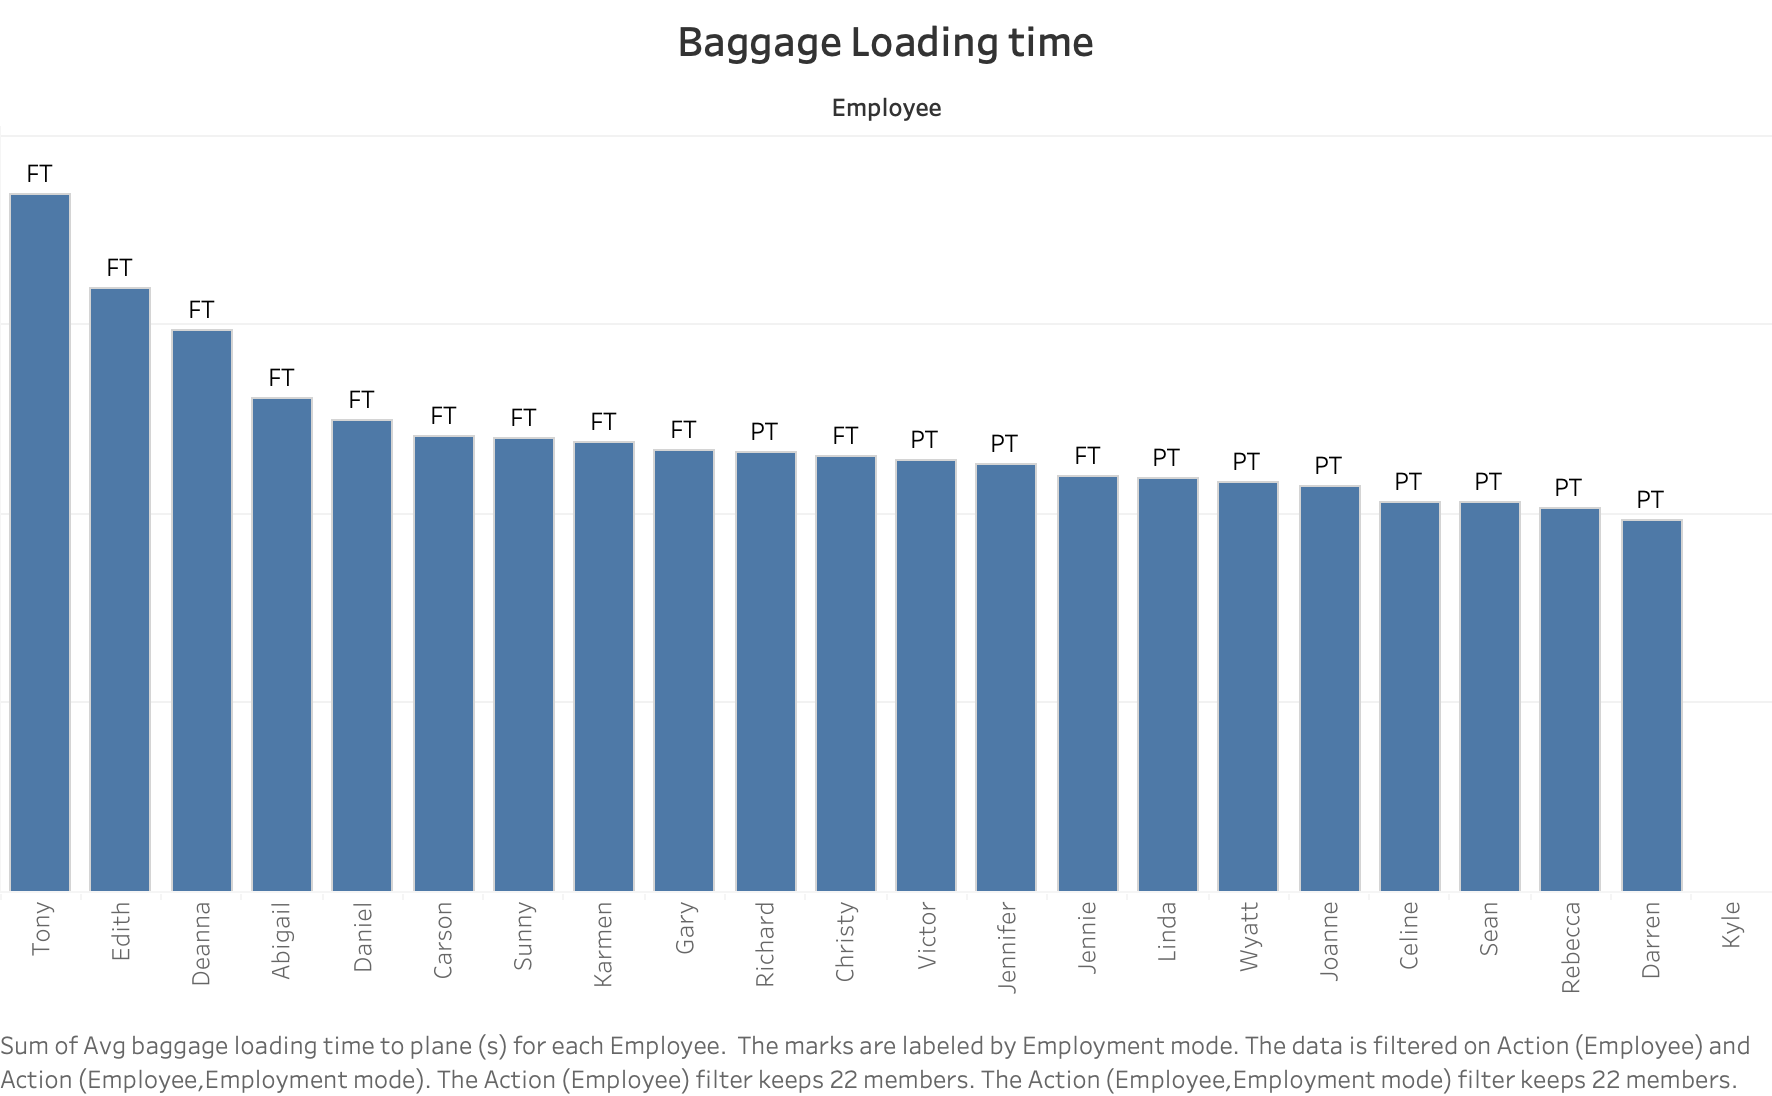 Baggage Loading time
Employee
FT
FT
FT
FT
FT
FT
FT
FT
FT
PT
FT
PT
PT
FT
PT
PT
PT
PT
PT
PT
PT
Tony
Edith
Deanna
Abigail
Daniel
Carson
Sunny
Karmen
Gary
Richard
Christy
Victor
Jennifer
Jennie
Linda
Wyatt
Joanne
Celine
Sean
Rebecca
Darren
Kyle
Sum of Avg baggage loading time to plane (s) for each Employee.  The marks are labeled by Employment mode. The data is filtered on Action (Employee) and
Action (Employee,Employment mode). The Action (Employee) filter keeps 22 members. The Action (Employee,Employment mode) filter keeps 22 members.